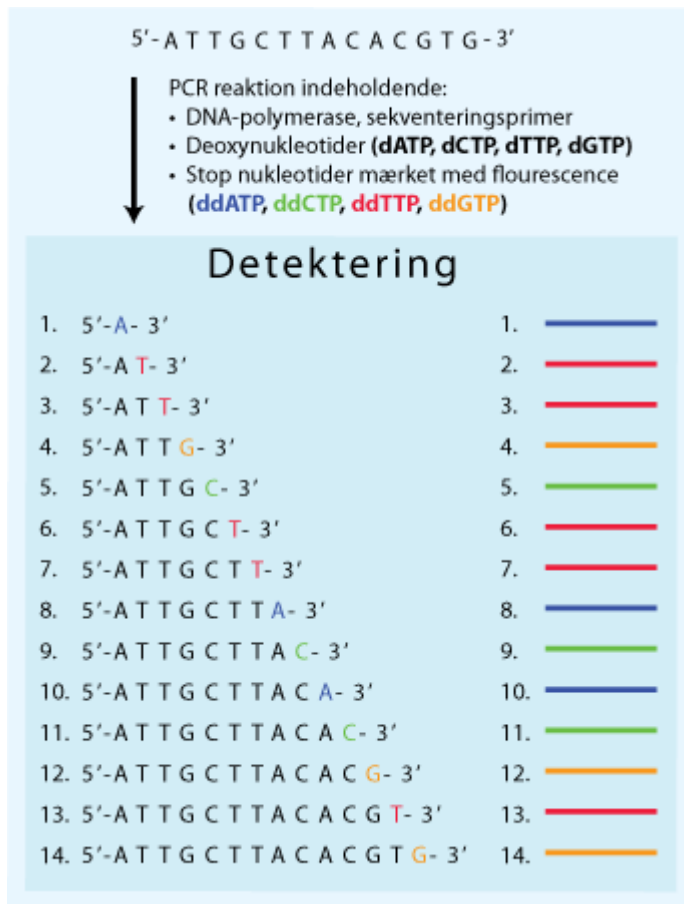 5′-ATTGCTTACACGTG-3′
PCR reaktion indeholdende:
• DNA-polymerase, sekventeringsprimer
• Deoxynukleotider (dATP, dCTP, dTTP, dGTP)
• Stop nukleotider mærket med flourescence
(ddATP, ddCTP, ddTTP, ddGTP)
Detektering
1. 5′-A- 3′ 1.
2. 5′-A T- 3′ 2.
3. 5′-A T T- 3′ 3.
4. 5′-A T T G- 3′ 4.
5. 5′-A T T G C- 3′ 5.
6. 5′-A T T G C T- 3′ 6.
7. 5′-A T T G C T T- 3′ 7.
8. 5′-A T T G C T T A- 3′ 8.
9. 5′-A T T G C T T A C- 3′ 9.
10. 5′-A T T G C T T A C A- 3′ 10.
11. 5′-A T T G C T T A C A C- 3′ 11.
12. 5′-A T T G C T T A C A C G- 3′ 12.
13. 5′-A T T G C T T A C A C G T- 3′ 13.
14. 5′-A T T G C T T A C A C G T G- 3′ 14.